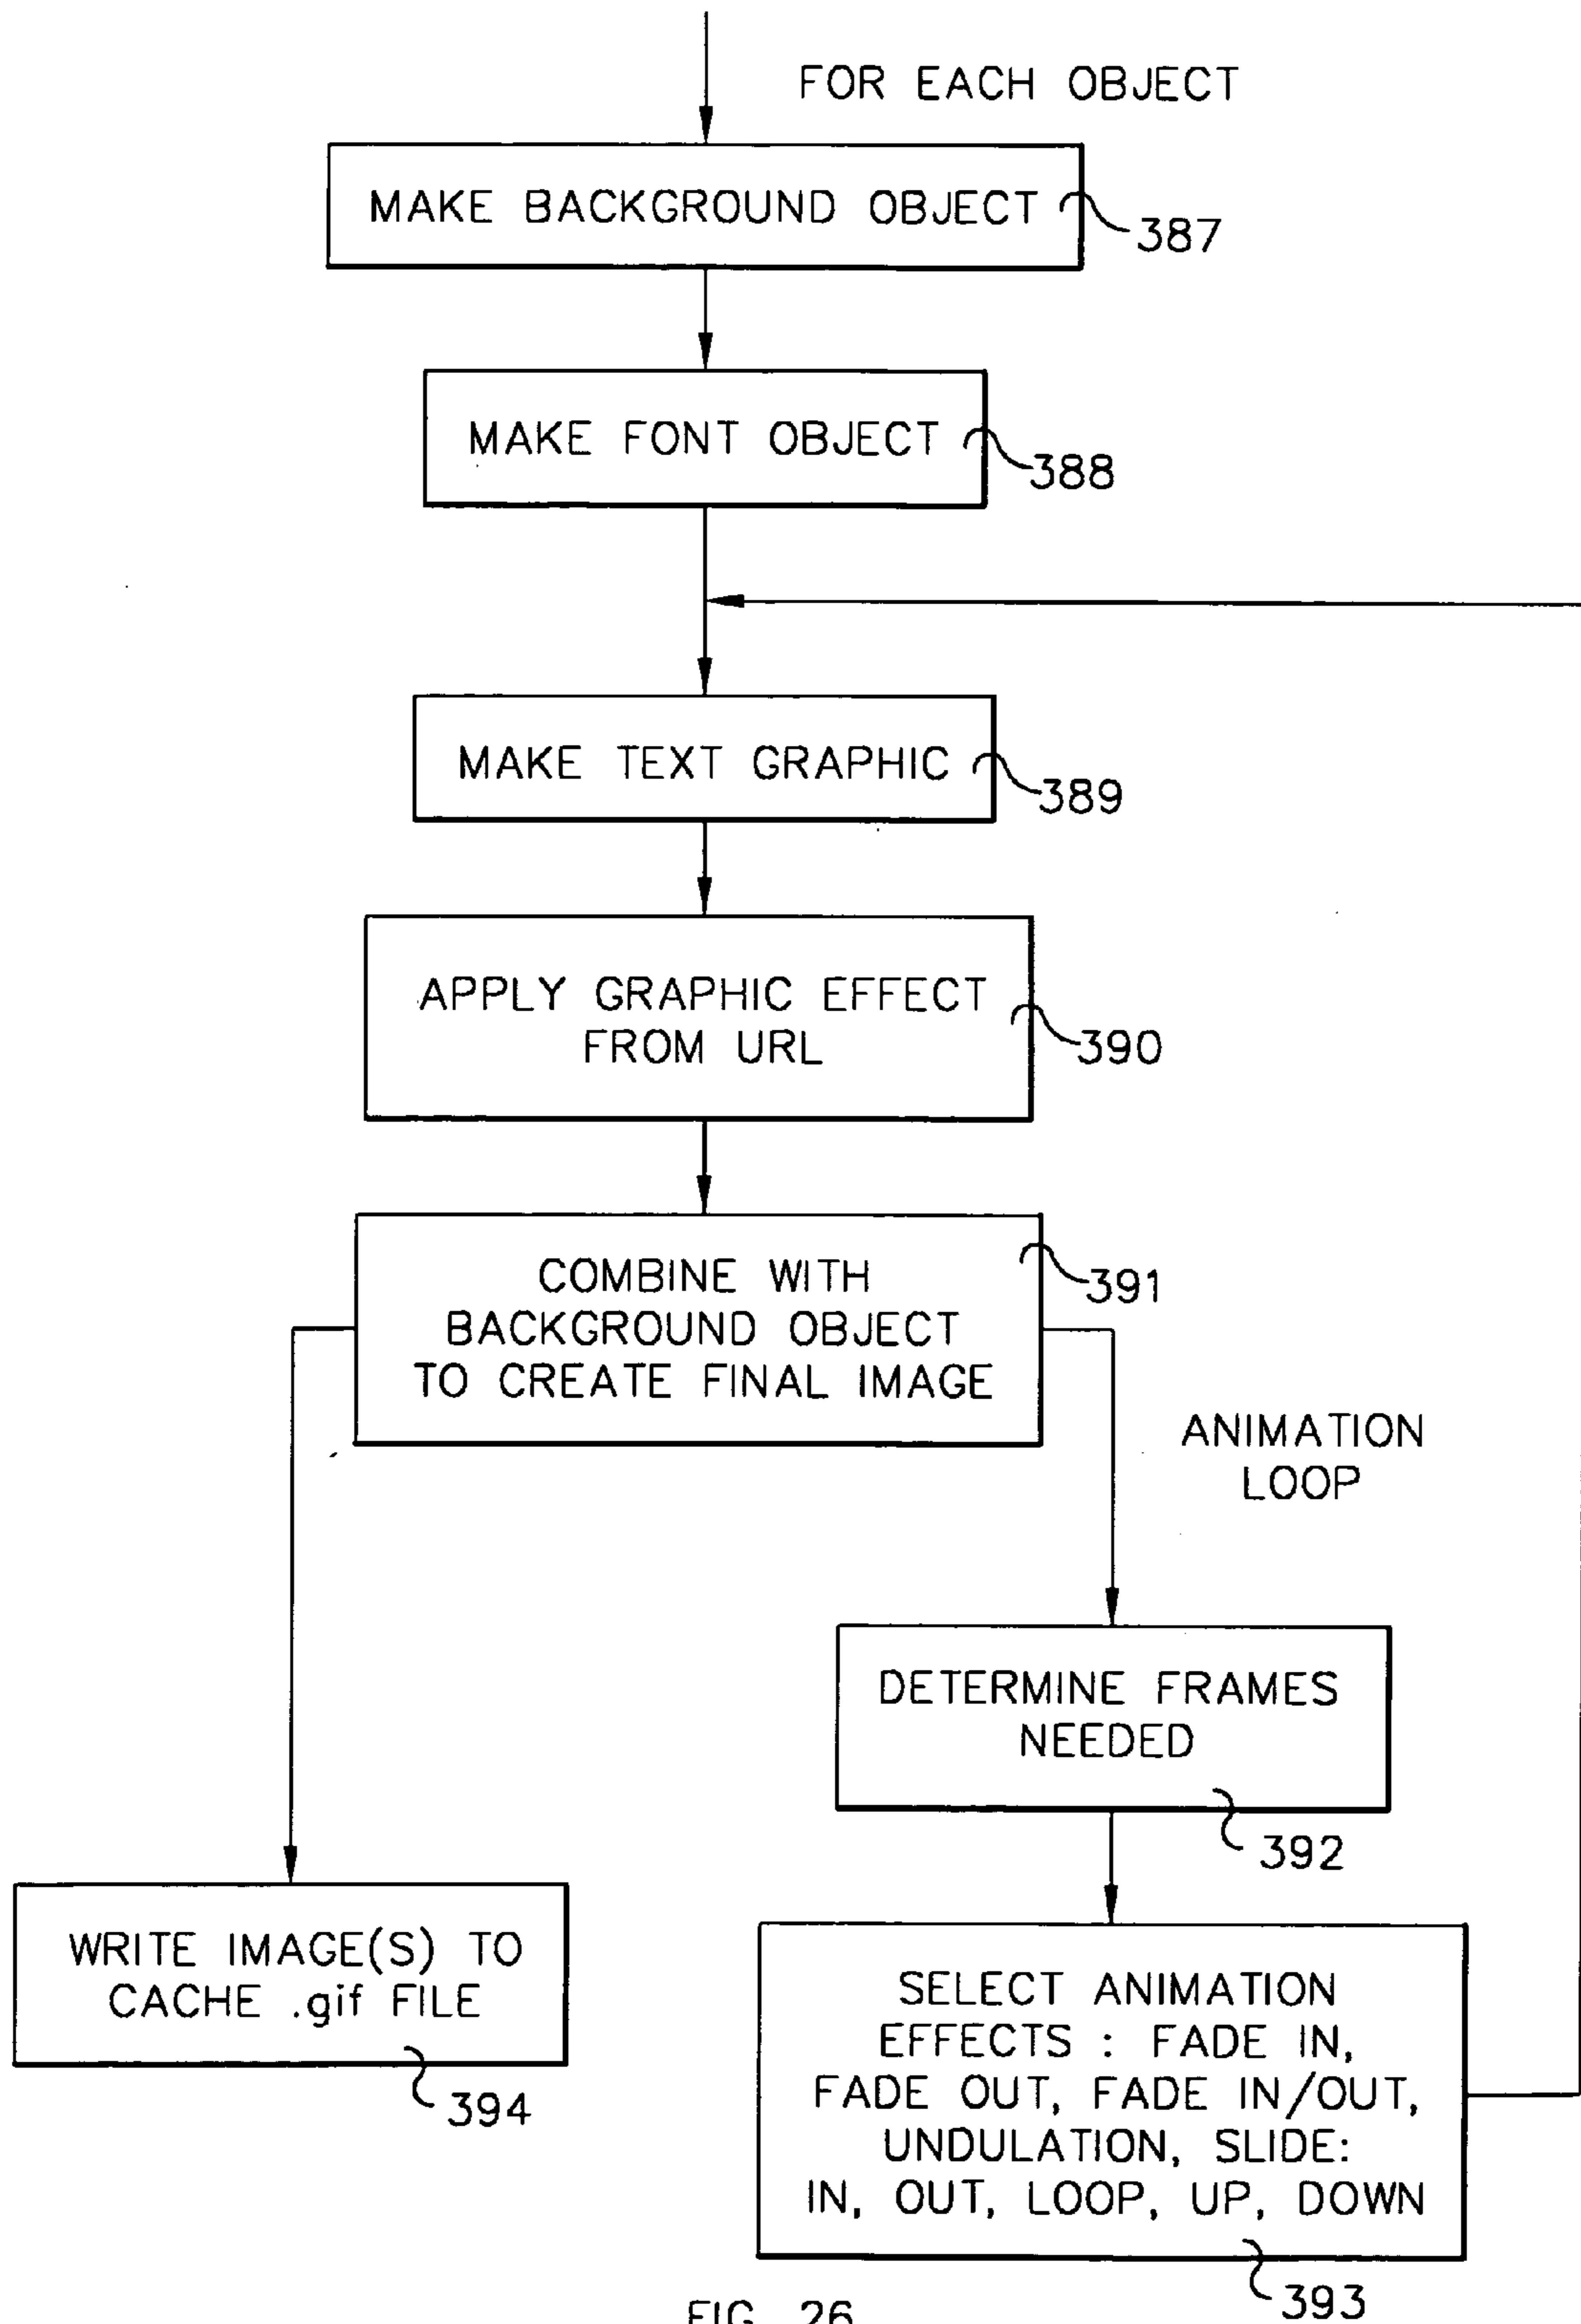 FOR EACH OBJECT
MAKE BACKGROUND OBJECT
387
MAKE FONT OBJECT
388
MAKE TEXT GRAPHIC
389
APPLY GRAPHIC EFFECT
FROM URL
390
COMBINE WITH
BACKGROUND OBJECT
TO CREATE FINAL IMAGE
391
ANIMATION
LOOP
DETERMINE FRAMES
NEEDED
392
WRITE IMAGE(S) TO
CACHE .gif FILE
394
SELECT ANIMATION
EFFECTS : FADE IN,
FADE OUT, FADE IN/OUT,
UNDULATION, SLIDE:
IN, OUT, LOOP, UP, DOWN
393
FIG. 26